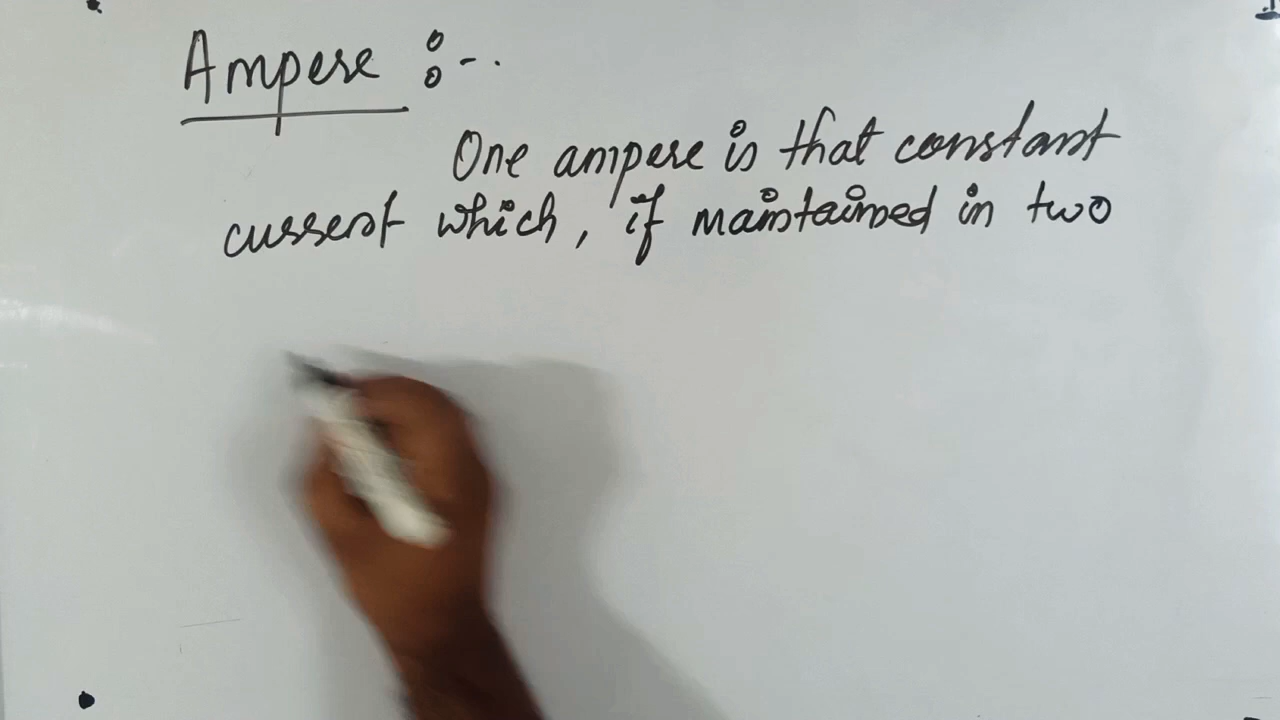 Ampere :-.
One ampere is that constant
current which, if maintained in two